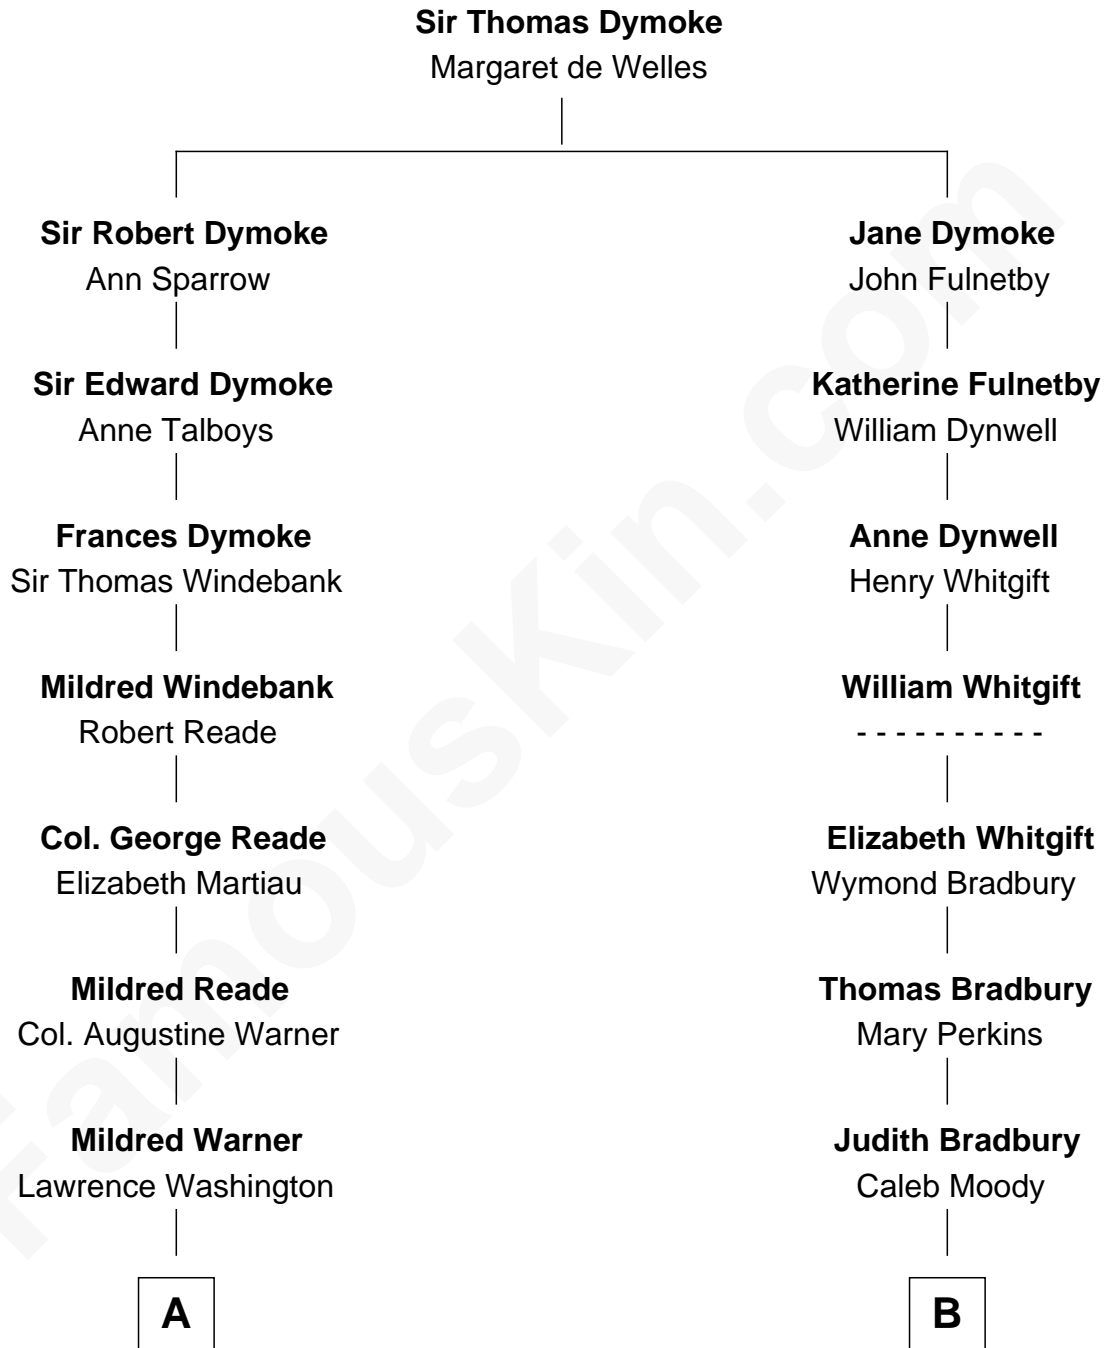 Sir Thomas Dymoke
Margaret de Welles
Sir Robert Dymoke
Ann Sparrow
Jane Dymoke
John Fulnetby
Sir Edward Dymoke
Anne Talboys
Katherine Fulnetby
William Dynwell
Frances Dymoke
Sir Thomas Windebank
Anne Dynwell
Henry Whitgift
Mildred Windebank
Robert Reade
William Whitgift
- - - - - - - - - -
Col. George Reade
Elizabeth Martiau
Elizabeth Whitgift
Wymond Bradbury
Mildred Reade
Col. Augustine Warner
Thomas Bradbury
Mary Perkins
Mildred Warner
Lawrence Washington
Judith Bradbury
Caleb Moody
A
B
FamousKin.com